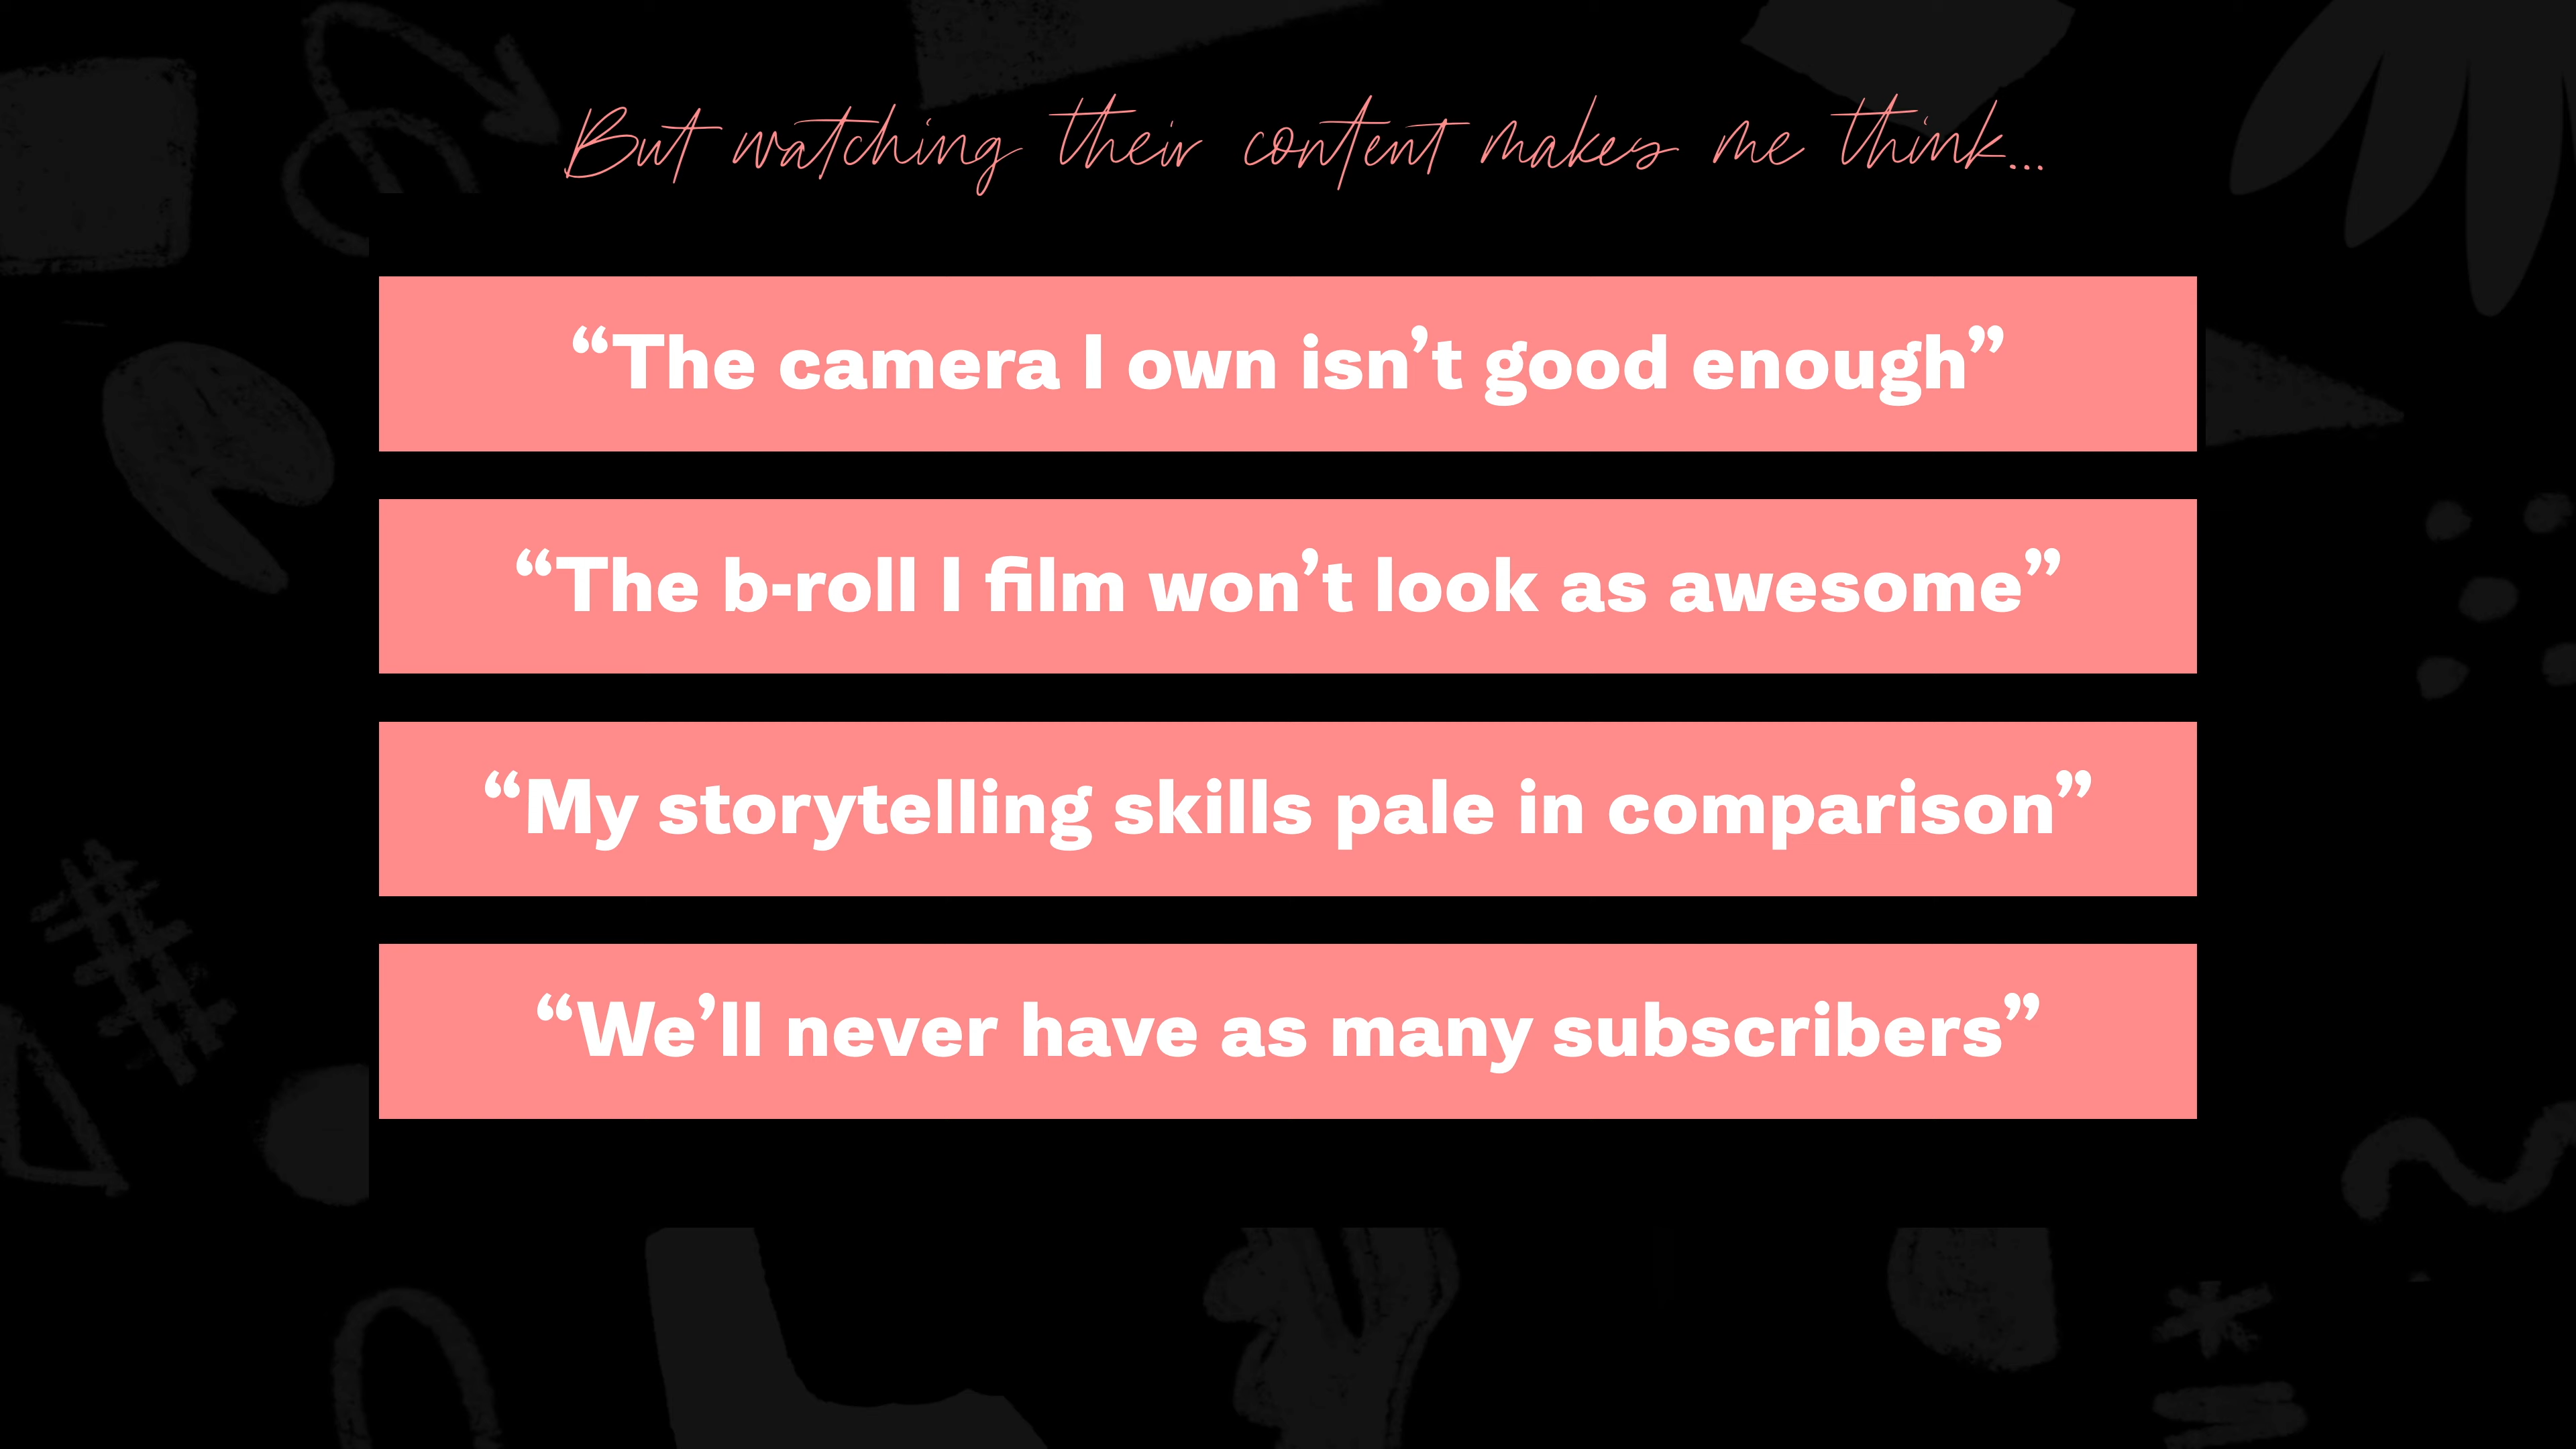 But watching their content makes me think...
“The camera I own isn’t good enough”
“The b-roll I film won’t look as awesome”
“My storytelling skills pale in comparison”
“We’ll never have as many subscribers”